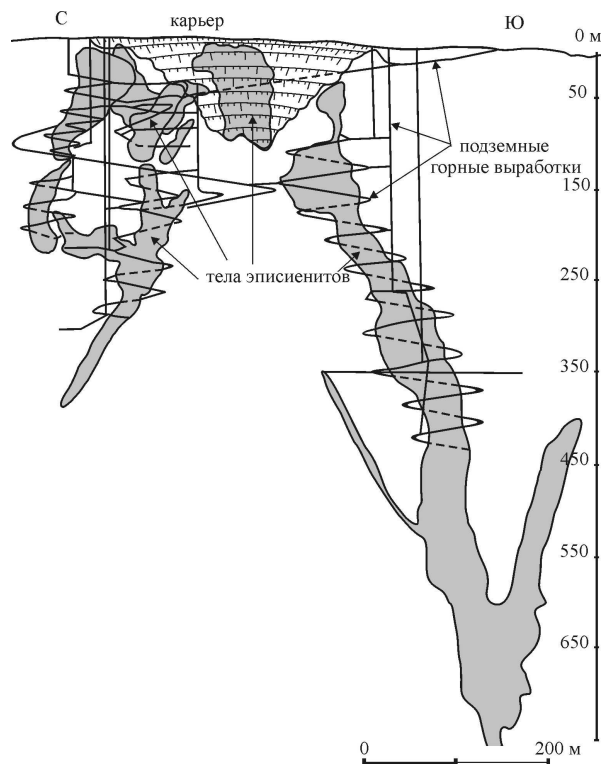 С
карьер
Ю
0 м
50
подземные
горные выработки
150
тела эписиенитов
250
350
450
550
650
0
200 м